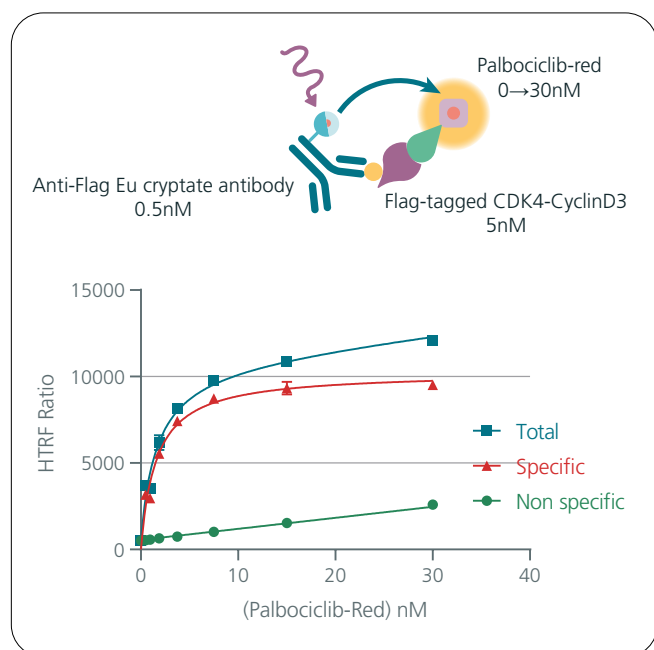 Palbociclib-red
0→30nM
Anti-Flag Eu cryptate antibody
0.5nM
Flag-tagged CDK4-CyclinD3
5nM
15000
10000
5000
0
HTRF Ratio
Total
Specific
Non specific
0
10
20
30
40
(Palbociclib-Red) nM